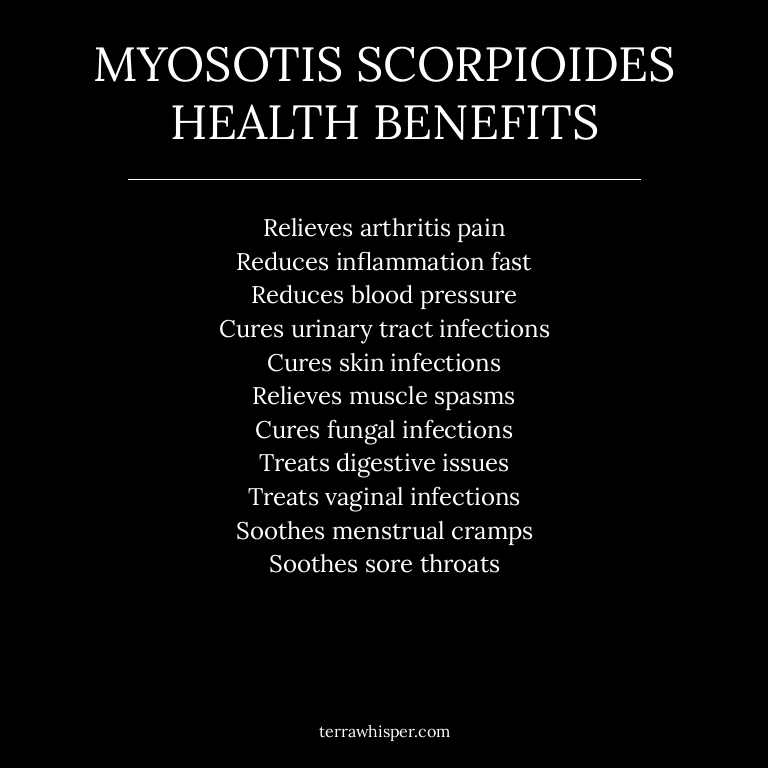 MYOSOTIS SCORPIOIDES
HEALTH BENEFITS
Relieves arthritis pain
Reduces inflammation fast
Reduces blood pressure
Cures urinary tract infections
Cures skin infections
Relieves muscle spasms
Cures fungal infections
Treats digestive issues
Treats vaginal infections
Soothes menstrual cramps
Soothes sore throats
terrawhisper.com